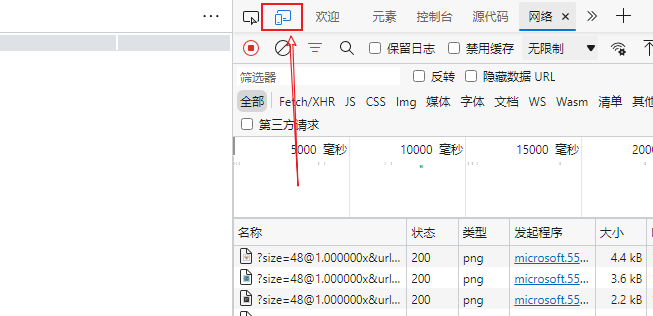 欢迎 元素 控制台 源代码 网络
保留日志 禁用缓存 无限制
筛选器 反转 隐藏数据 URL
全部 Fetch/XHR JS CSS Img 媒体 字体 文档 WS Wasm 清单 其他
第三方请求
5000 毫秒 10000 毫秒 15000 毫秒 2000
名称 状态 类型 发起程序 大小
?size=48@1.000000x&url... 200 png microsoft.55... 4.4 kB
?size=48@1.000000x&url... 200 png microsoft.55... 3.6 kB
?size=48@1.000000x&url... 200 png microsoft.55... 2.2 kB